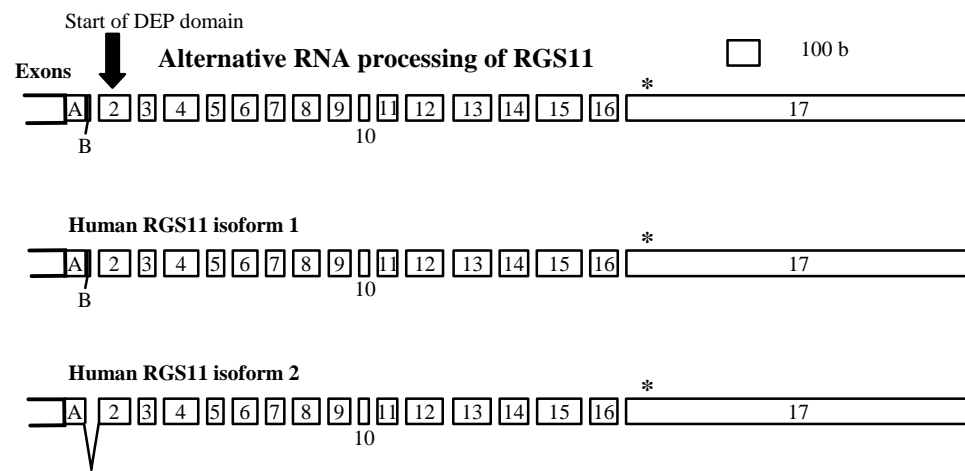 Start of DEP domain
Alternative RNA processing of RGS11
100 b
Exons
*
A 2 3 4 5 6 7 8 9 11 12 13 14 15 16 17
B 10
Human RGS11 isoform 1
*
A 2 3 4 5 6 7 8 9 11 12 13 14 15 16 17
B 10
Human RGS11 isoform 2
*
A 2 3 4 5 6 7 8 9 11 12 13 14 15 16 17
10